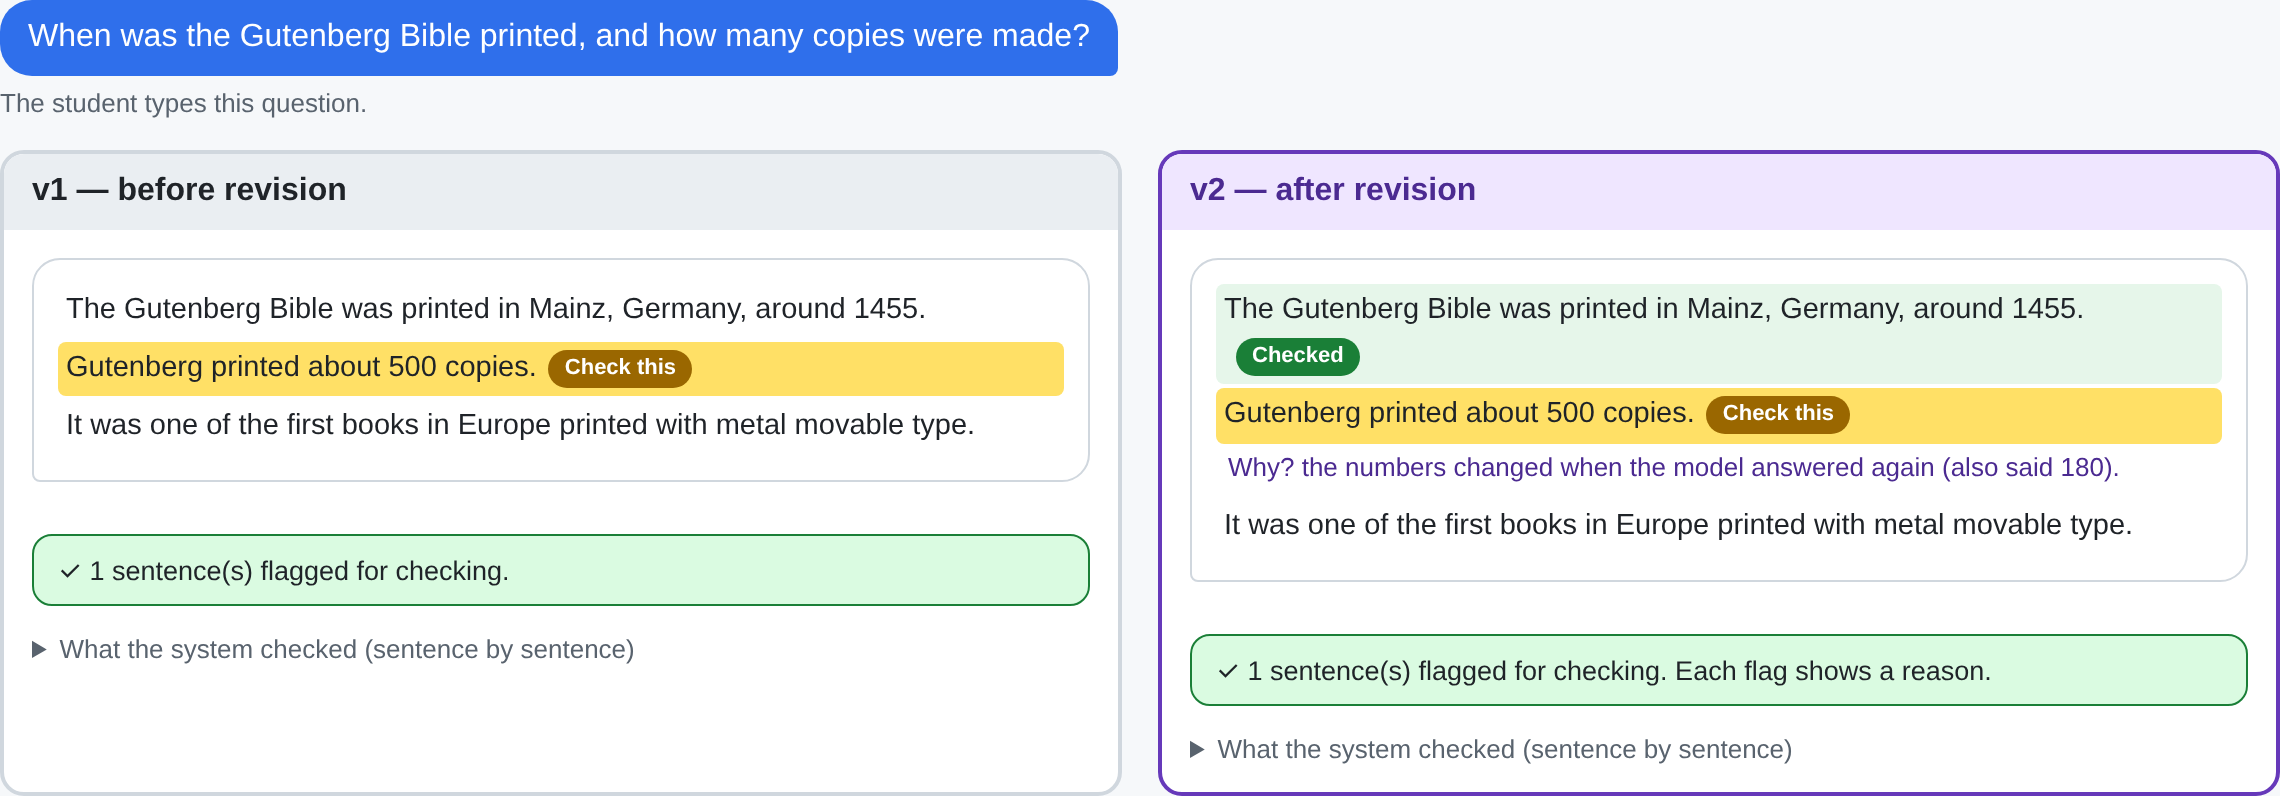 When was the Gutenberg Bible printed, and how many copies were made?
The student types this question.
v1 — before revision
The Gutenberg Bible was printed in Mainz, Germany, around 1455.
Gutenberg printed about 500 copies. Check this
It was one of the first books in Europe printed with metal movable type.
✓ 1 sentence(s) flagged for checking.
▶ What the system checked (sentence by sentence)
v2 — after revision
The Gutenberg Bible was printed in Mainz, Germany, around 1455.
Checked
Gutenberg printed about 500 copies. Check this
Why? the numbers changed when the model answered again (also said 180).
It was one of the first books in Europe printed with metal movable type.
✓ 1 sentence(s) flagged for checking. Each flag shows a reason.
▶ What the system checked (sentence by sentence)